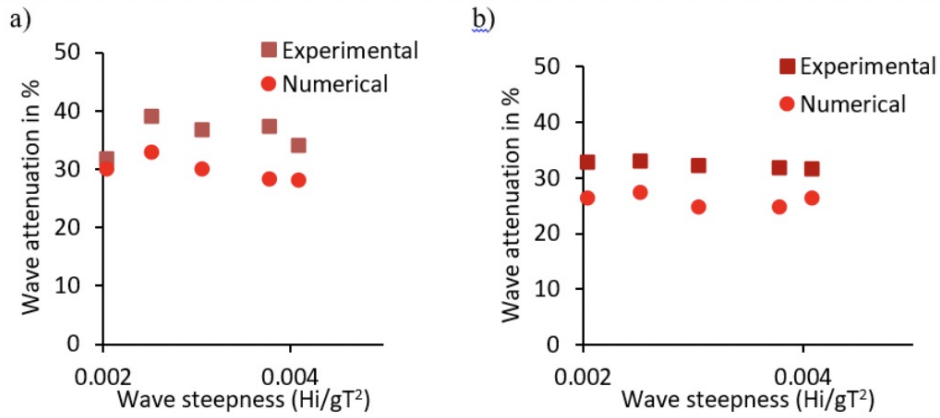 a)
Experimental
Numerical
Wave attenuation in %
50
40
30
20
10
0
0.002
0.004
Wave steepness (Hi/gT²)
b)
Experimental
Numerical
Wave attenuation in %
50
40
30
20
10
0
0.002
0.004
Wave steepness (Hi/gT²)